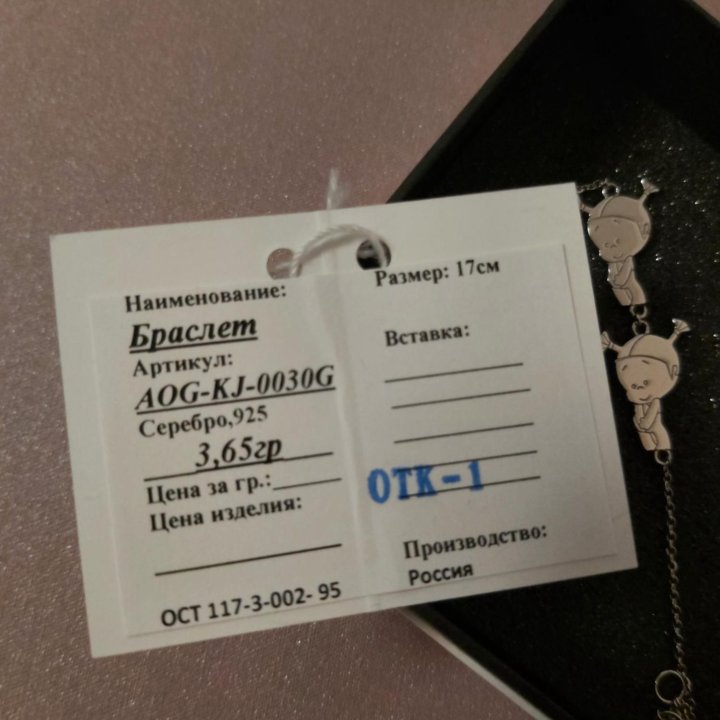 Наименование:
Браслет
Артикул:
AOG-KJ-0030G
Серебро,925
3,65гр
Цена за гр.:
Цена изделия:
ОСТ 117-3-002- 95
Размер: 17см
Вставка:
ОТК-1
Производство:
Россия